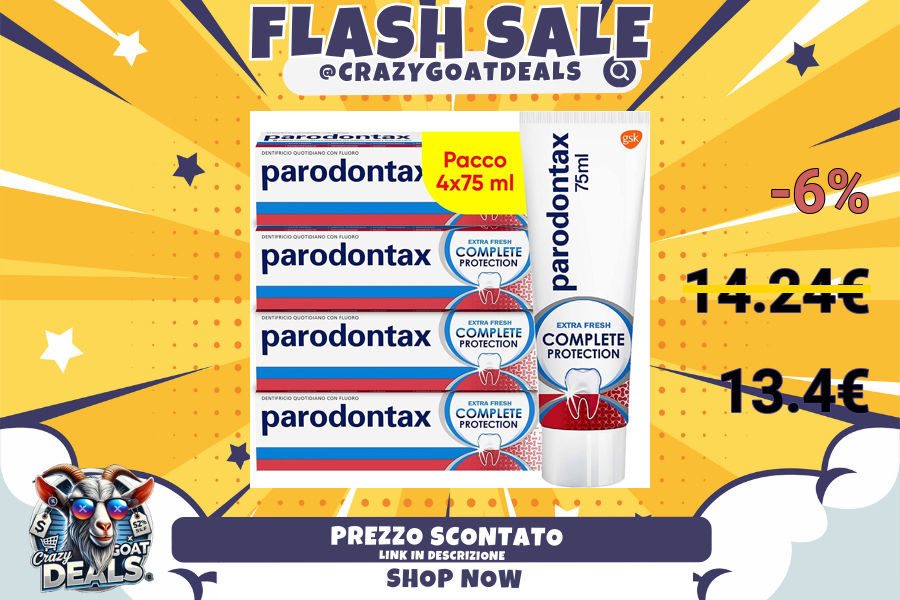 FLASH SALE
@CRAZYGOATDEALS
parodontax
DENTIFRICIO QUOTIDIANO CON FLUORO
parodontax
Pacco
4x75 ml
DENTIFRICIO QUOTIDIANO CON FLUORO
parodontax
EXTRA FRESH
COMPLETE
PROTECTION
DENTIFRICIO QUOTIDIANO CON FLUORO
parodontax
EXTRA FRESH
COMPLETE
PROTECTION
DENTIFRICIO QUOTIDIANO CON FLUORO
parodontax
EXTRA FRESH
COMPLETE
PROTECTION
gsk
parodontax
75ml
EXTRA FRESH
COMPLETE
PROTECTION
-6%
14.24€
13.4€
$
52%
Crazy
GOAT
DEALS
PREZZO SCONTATO
LINK IN DESCRIZIONE
SHOP NOW